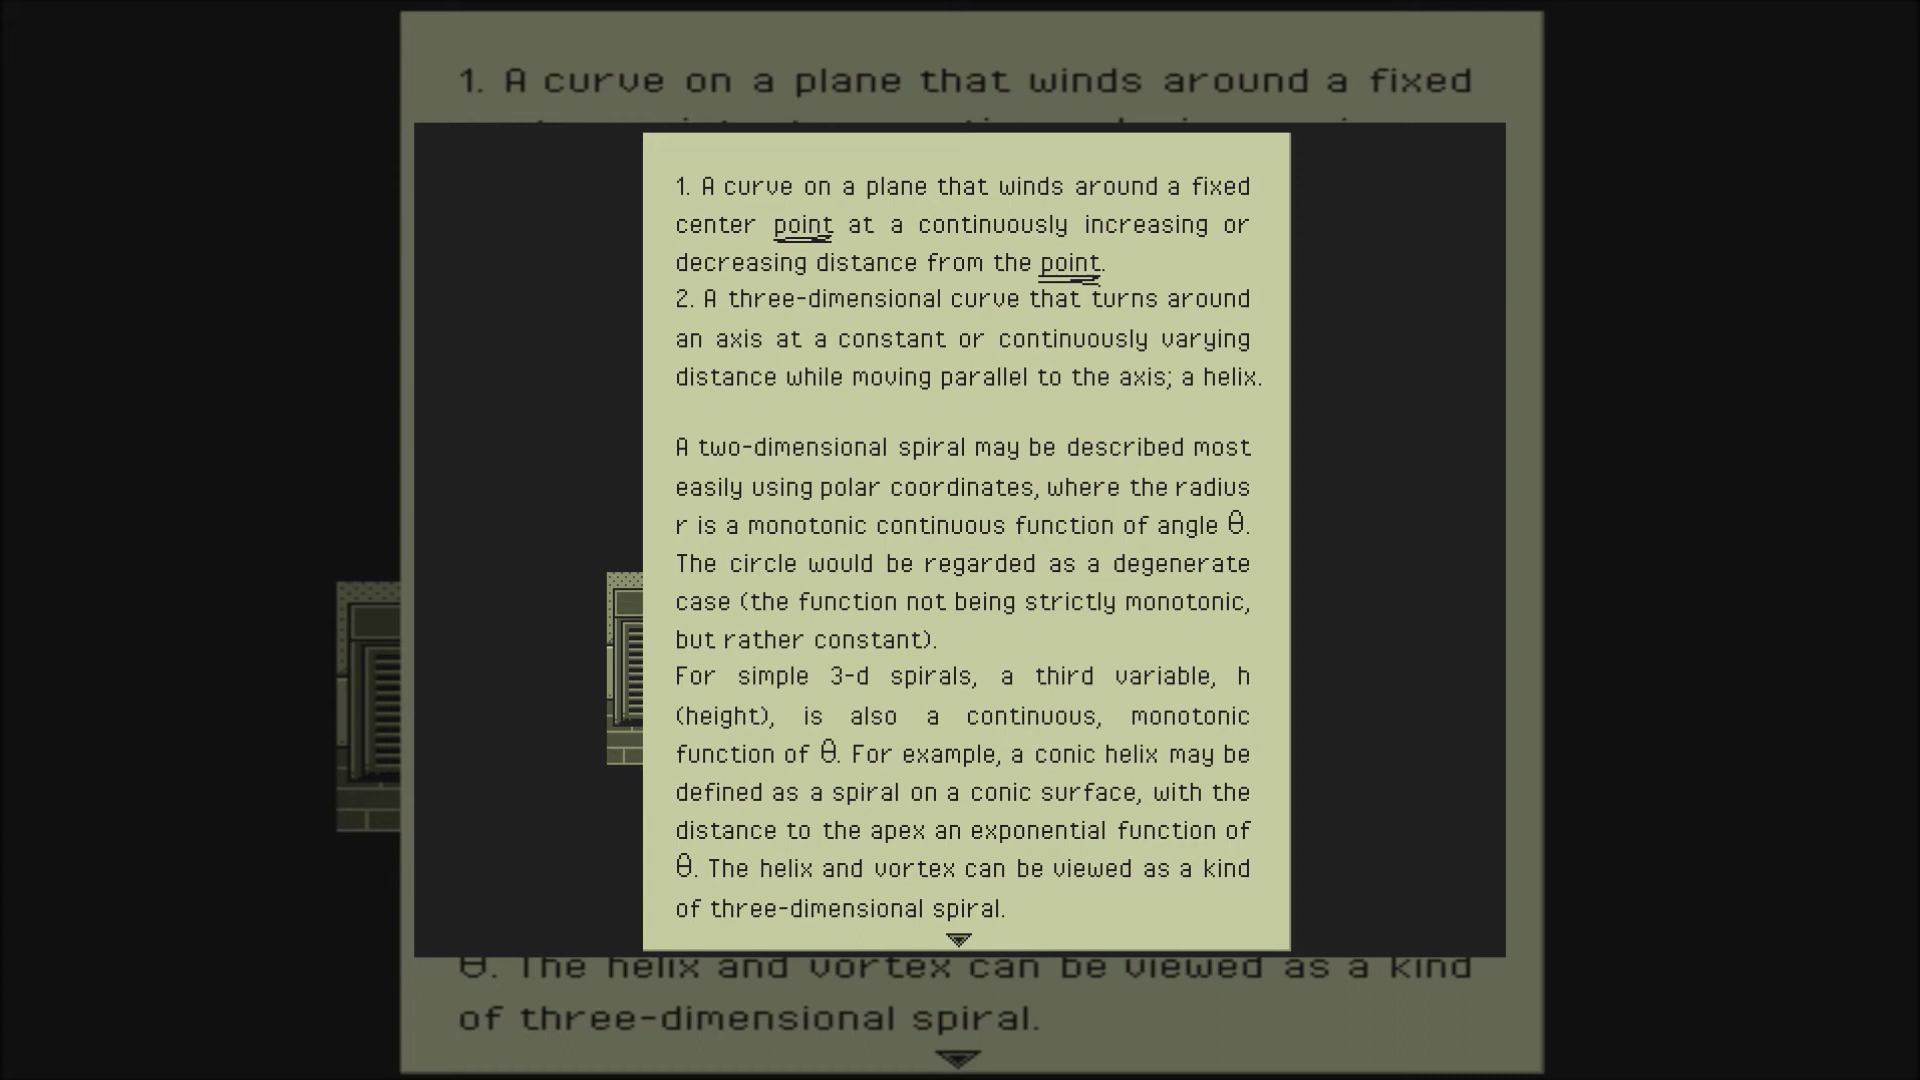 1. A curve on a plane that winds around a fixed
1. A curve on a plane that winds around a fixed
center point at a continuously increasing or
decreasing distance from the point.
2. A three-dimensional curve that turns around
an axis at a constant or continuously varying
distance while moving parallel to the axis; a helix.
A two-dimensional spiral may be described most
easily using polar coordinates, where the radius
r is a monotonic continuous function of angle θ.
The circle would be regarded as a degenerate
case (the function not being strictly monotonic,
but rather constant).
For simple 3-d spirals, a third variable, h
(height), is also a continuous, monotonic
function of θ. For example, a conic helix may be
defined as a spiral on a conic surface, with the
distance to the apex an exponential function of
θ. The helix and vortex can be viewed as a kind
of three-dimensional spiral.
θ. The helix and vortex can be viewed as a kind
of three-dimensional spiral.